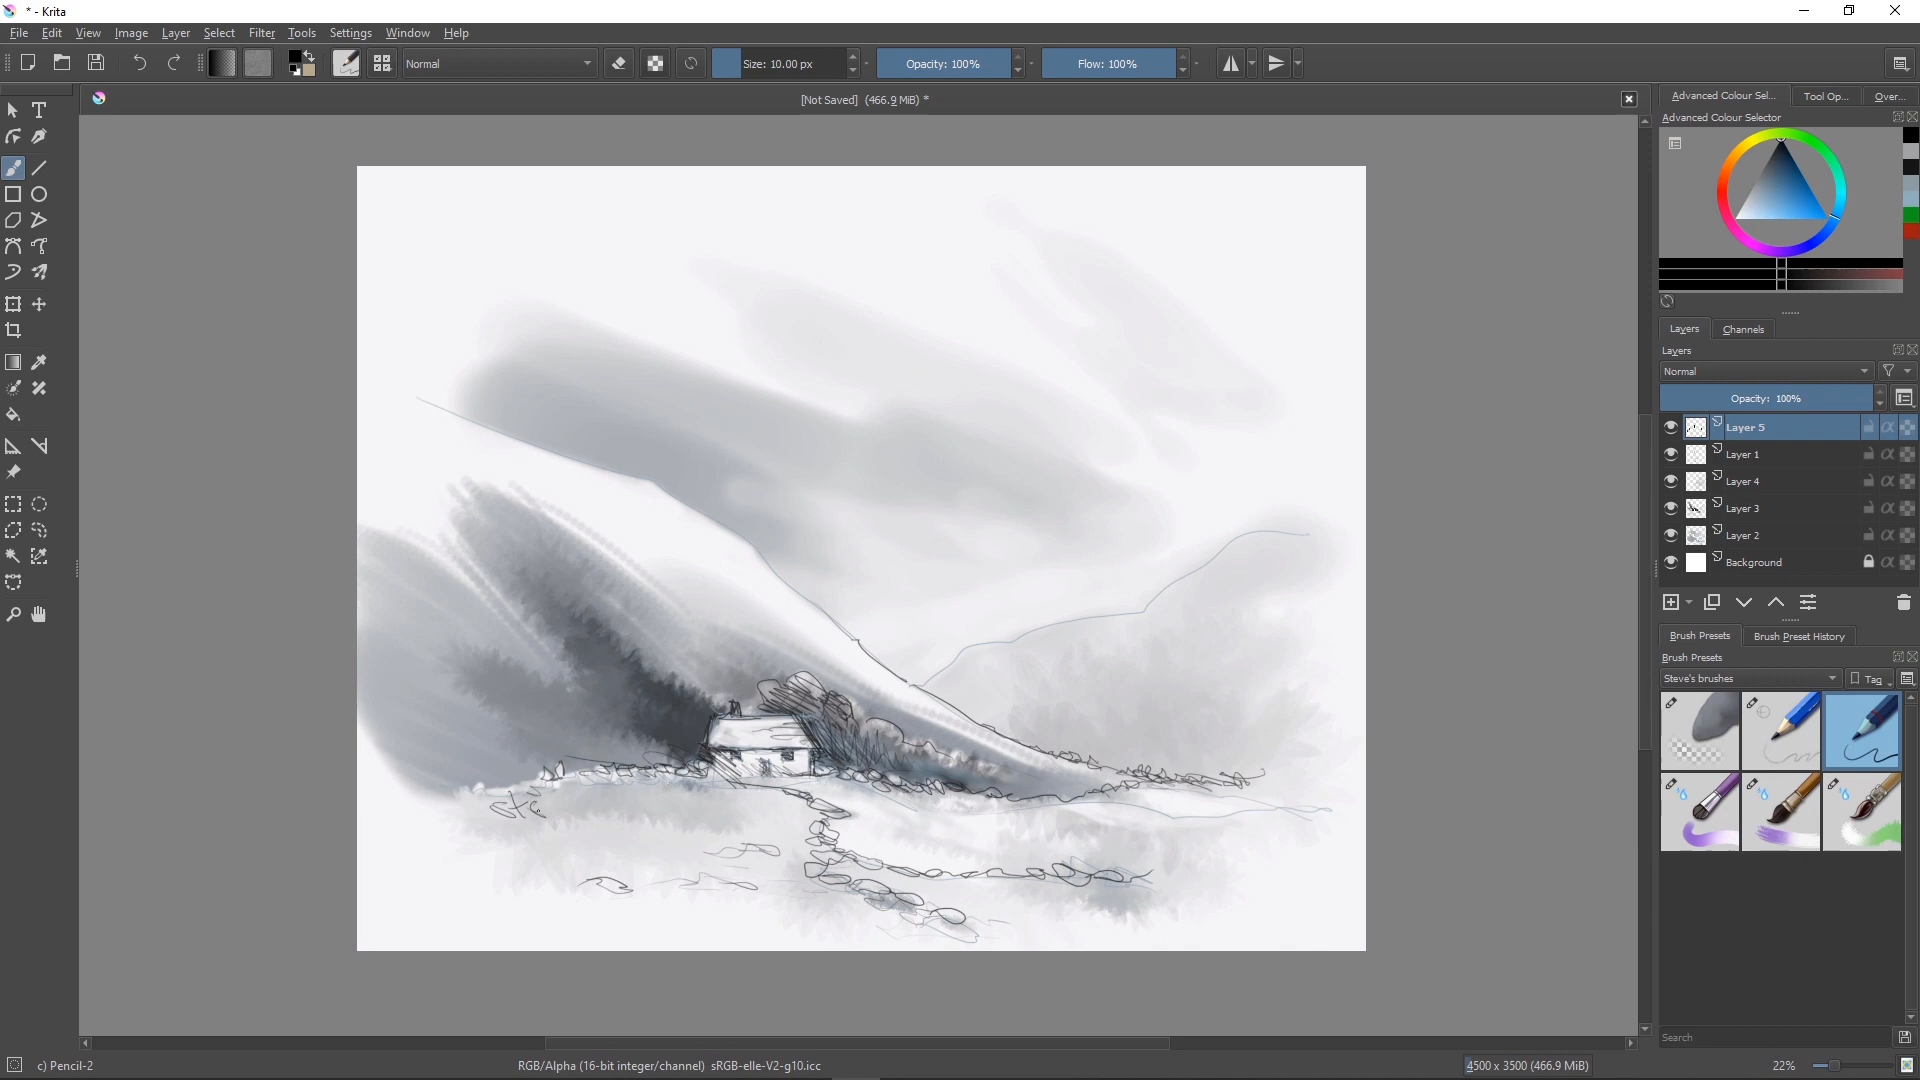 * - Krita
File Edit View Image Layer Select Filter Tools Settings Window Help
Normal Size: 10.00 px Opacity: 100% Flow: 100%
[Not Saved] (466.9 MiB) *
Advanced Colour Sel... Tool Op... Over...
Advanced Colour Selector
Layers Channels
Layers
Normal
Opacity: 100%
Layer 5
Layer 1
Layer 4
Layer 3
Layer 2
Background
Brush Presets Brush Preset History
Brush Presets
Steve's brushes Tag
ste
Search
c) Pencil-2 RGB/Alpha (16-bit integer/channel) sRGB-elle-V2-g10.icc 4500 x 3500 (466.9 MiB) 22%